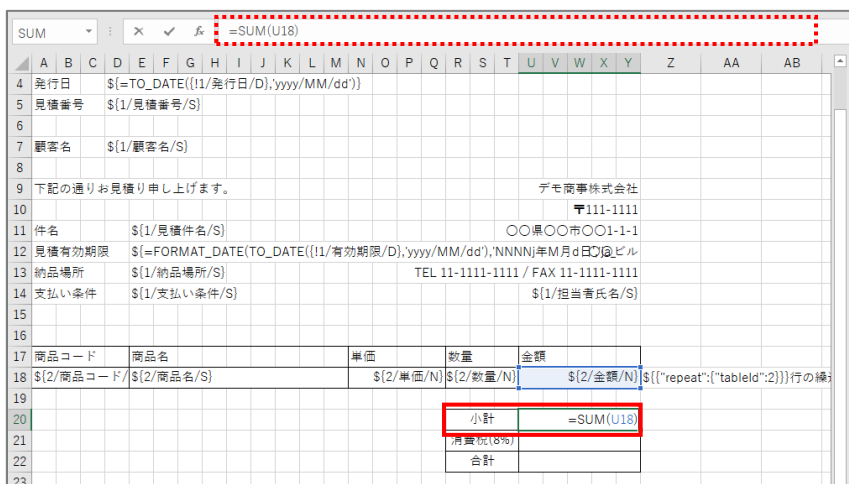 SUM fx =SUM(U18)
A B C D E F G H I J K L M N O P Q R S T U V W X Y Z AA AB
4 発行日 ${=TO_DATE({!1/発行日/D},'yyyy/MM/dd')}
5 見積番号 ${1/見積番号/S}
6
7 顧客名 ${1/顧客名/S}
8
9 下記の通りお見積り申し上げます。 デモ商事株式会社
10 〒111-1111
11 件名 ${1/見積件名/S} 〇〇県〇〇市〇〇1-1-1
12 見積有効期限 ${=FORMAT_DATE(TO_DATE({!1/有効期限/D},'yyyy/MM/dd'),'NNNNj年M月d日 ビル
13 納品場所 ${1/納品場所/S} TEL 11-1111-1111 / FAX 11-1111-1111
14 支払い条件 ${1/支払い条件/S} ${1/担当者氏名/S}
15
16
17 商品コード 商品名 単価 数量 金額
18 ${2/商品コード/ ${2/商品名/S} ${2/単価/N} ${2/数量/N} ${2/金額/N} ${{"repeat":{"tableId":2}}}行の繰
19
20 小計 =SUM(U18)
21 消費税(8%)
22 合計
23